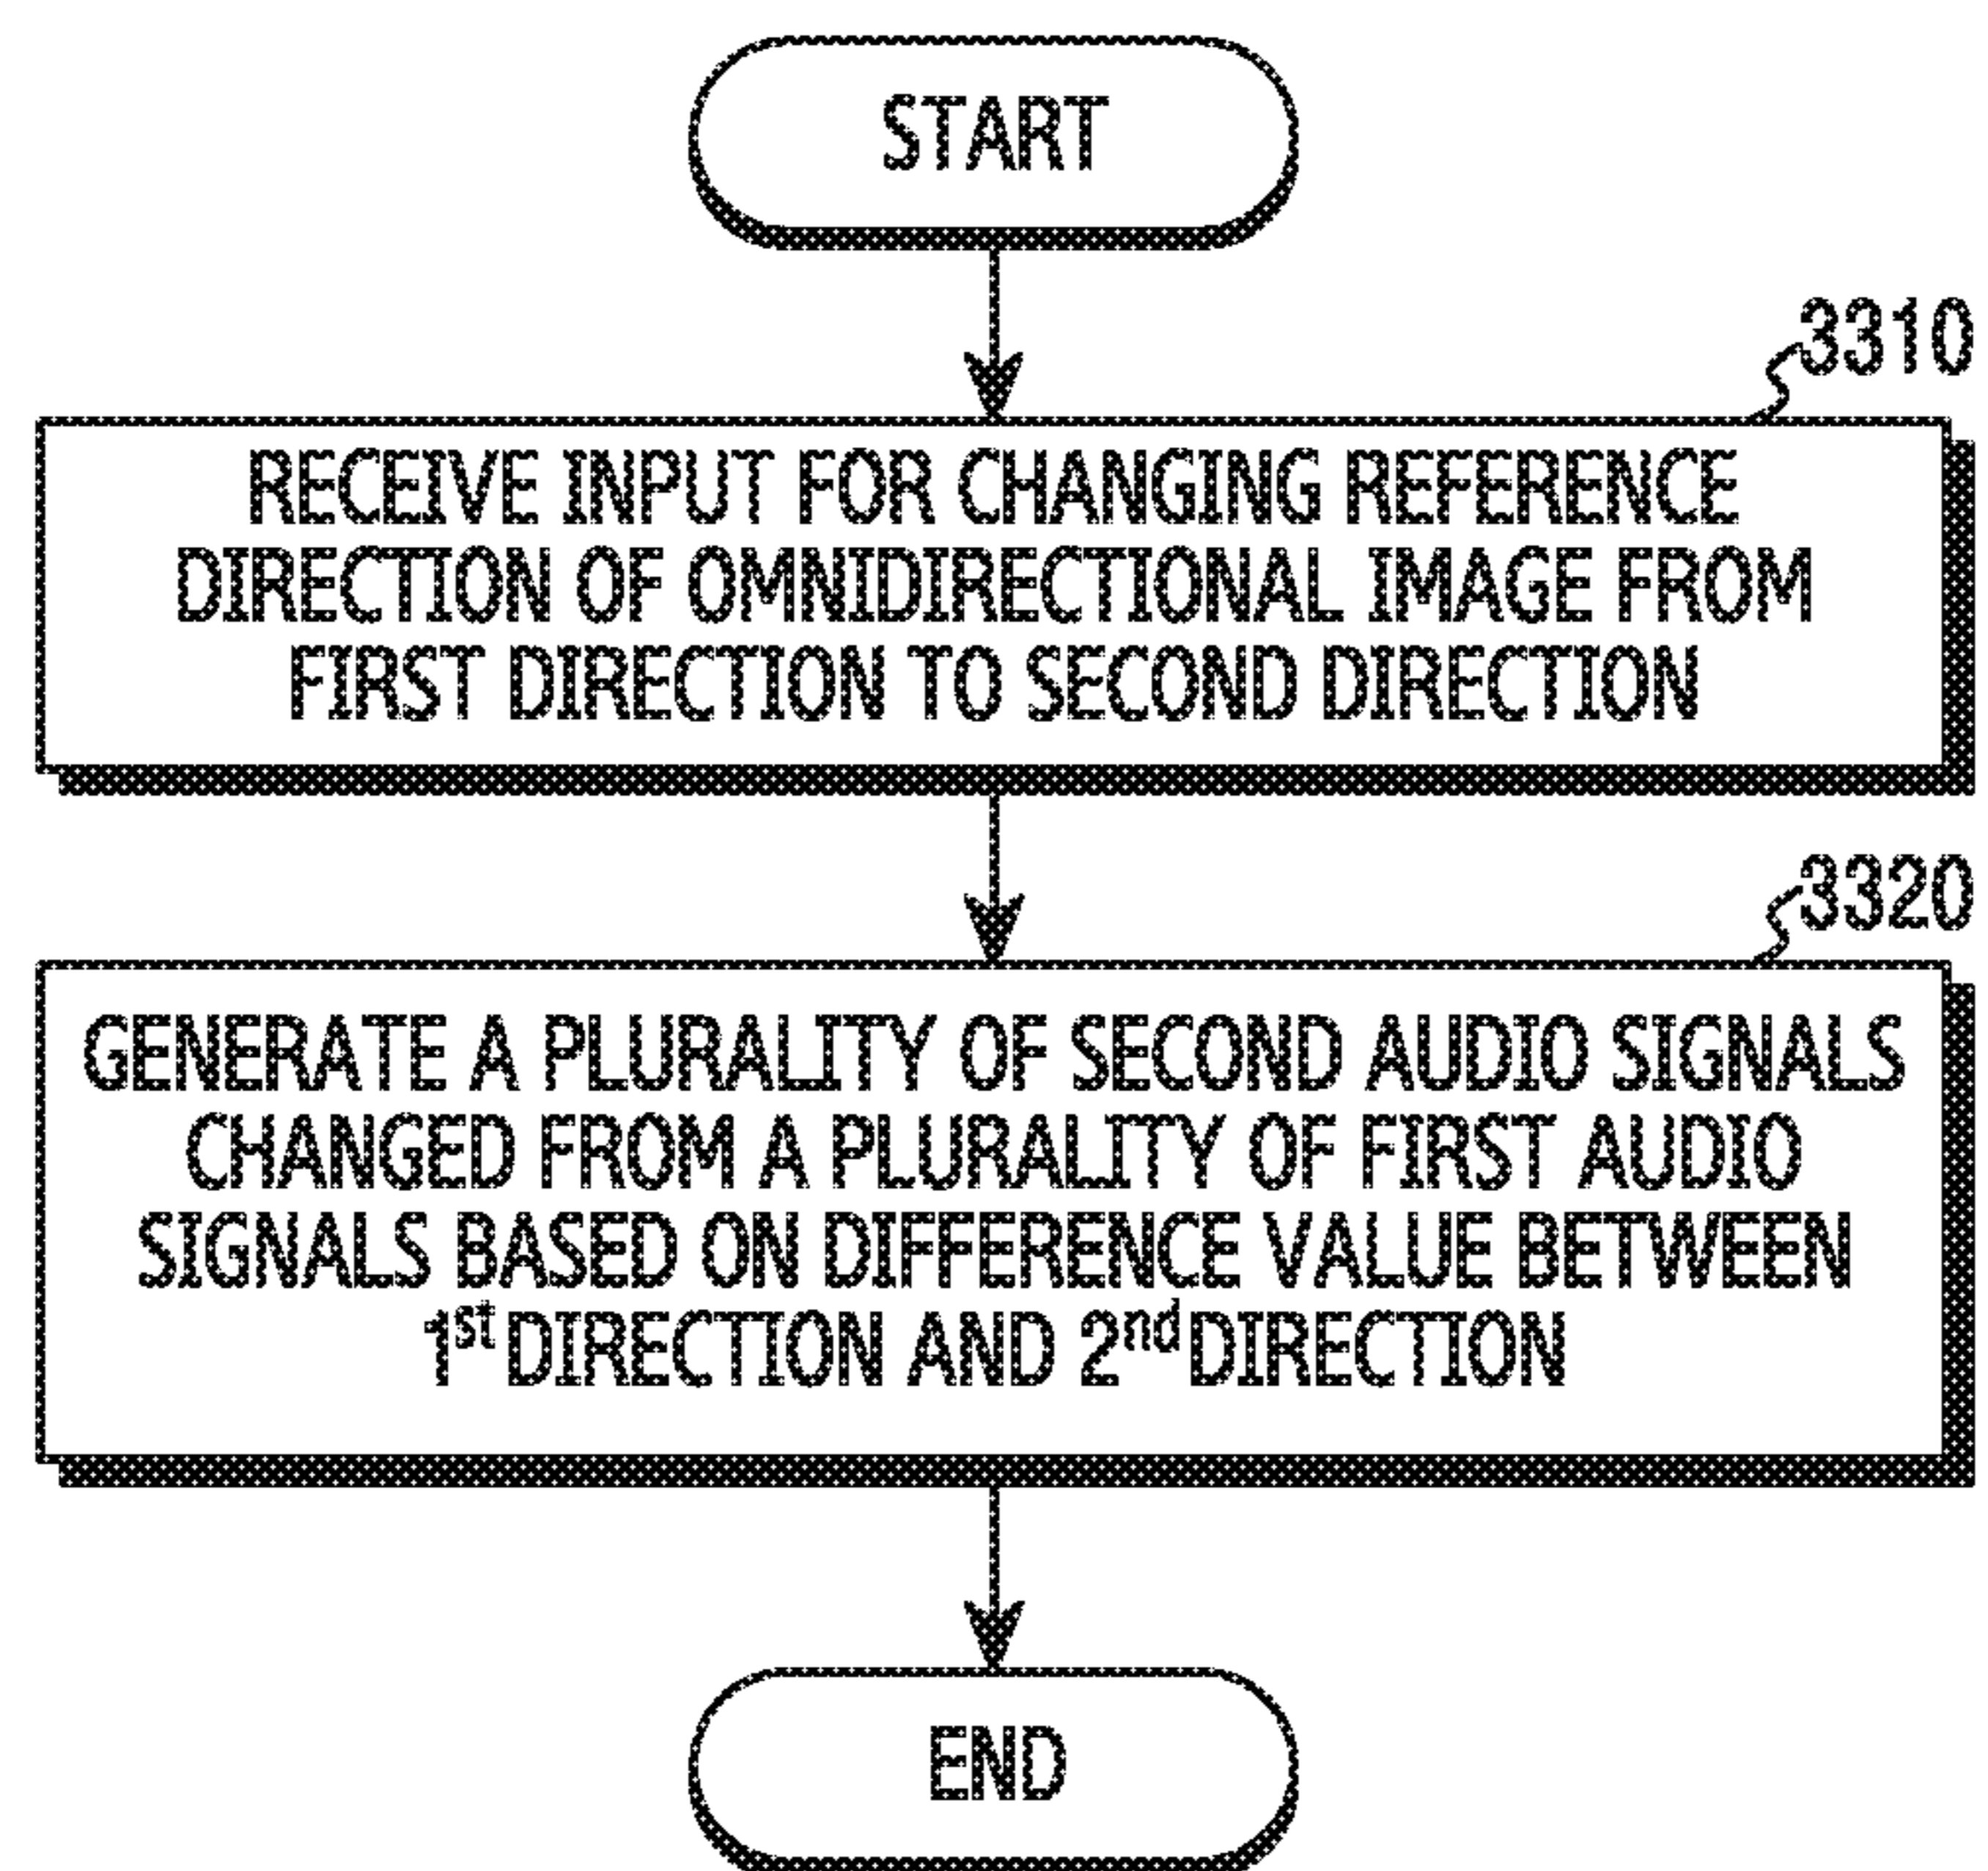 START
3310
RECEIVE INPUT FOR CHANGING REFERENCE
DIRECTION OF OMNIDIRECTIONAL IMAGE FROM
FIRST DIRECTION TO SECOND DIRECTION
3320
GENERATE A PLURALITY OF SECOND AUDIO SIGNALS
CHANGED FROM A PLURALITY OF FIRST AUDIO
SIGNALS BASED ON DIFFERENCE VALUE BETWEEN
1st DIRECTION AND 2nd DIRECTION
END